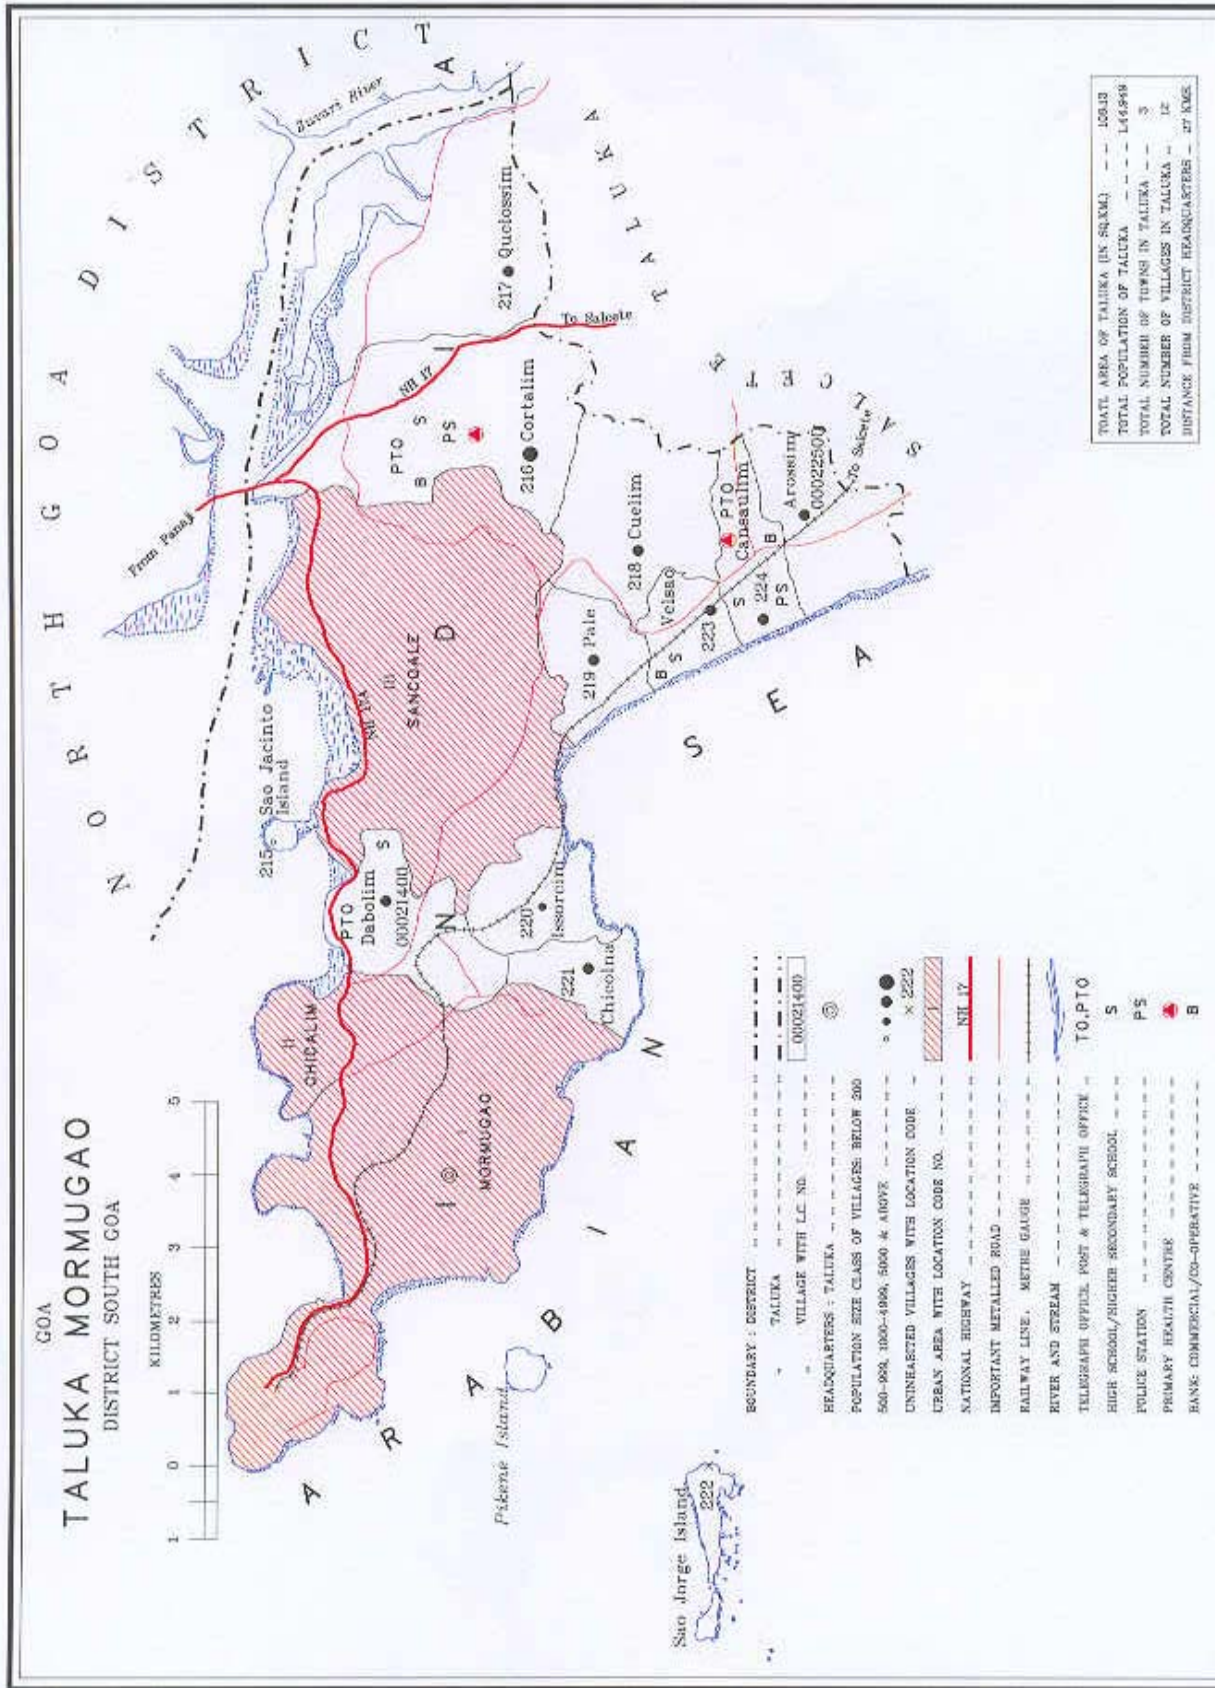 GOA
TALUKA MORMUGAO
DISTRICT SOUTH GOA
KILOMETRES
1 0 1 2 3 4 5
NORTH GOA DISTRICT
Zuvari River
From Panaji
NH 17
NH 17A
To Salcete
To Salcete
SALCETE TALUKA
ARABIAN SEA
INDIA
I
MORMUGAO
II
CHICALIM
III
SANCOALE
PTO
Dabolim S
00021400
215
Sao Jacinto
Island
PTO
B S
PS
216 Cortalim
217 Quelossim
218 Cuelim
219 Pale
220
Issorcim
221
Chicolna
Sao Jorge Island
222
Pikene Island
Velsao
223
B S
PTO
Cansaulim
S
224
PS
B
Arossim
00022500
BOUNDARY : DISTRICT
" TALUKA
" VILLAGE WITH L.C. NO. 00021400
HEADQUARTERS : TALUKA
POPULATION SIZE CLASS OF VILLAGES: BELOW 200
500-999, 1000-4999, 5000 & ABOVE
UNINHABITED VILLAGES WITH LOCATION CODE × 222
URBAN AREA WITH LOCATION CODE NO. I
NATIONAL HIGHWAY NH 17
IMPORTANT METALLED ROAD
RAILWAY LINE, METRE GAUGE
RIVER AND STREAM
TELEGRAPH OFFICE, POST & TELEGRAPH OFFICE TO.PTO
HIGH SCHOOL/HIGHER SECONDARY SCHOOL S
POLICE STATION PS
PRIMARY HEALTH CENTRE
BANK: COMMERCIAL/CO-OPERATIVE B
TOATL AREA OF TALUKA (IN SQ.KM.) 106.13
TOTAL POPULATION OF TALUKA 1,44,949
TOTAL NUMBER OF TOWNS IN TALUKA 3
TOTAL NUMBER OF VILLAGES IN TALUKA 12
DISTANCE FROM DISTRICT HEADQUARTERS 27 KMS